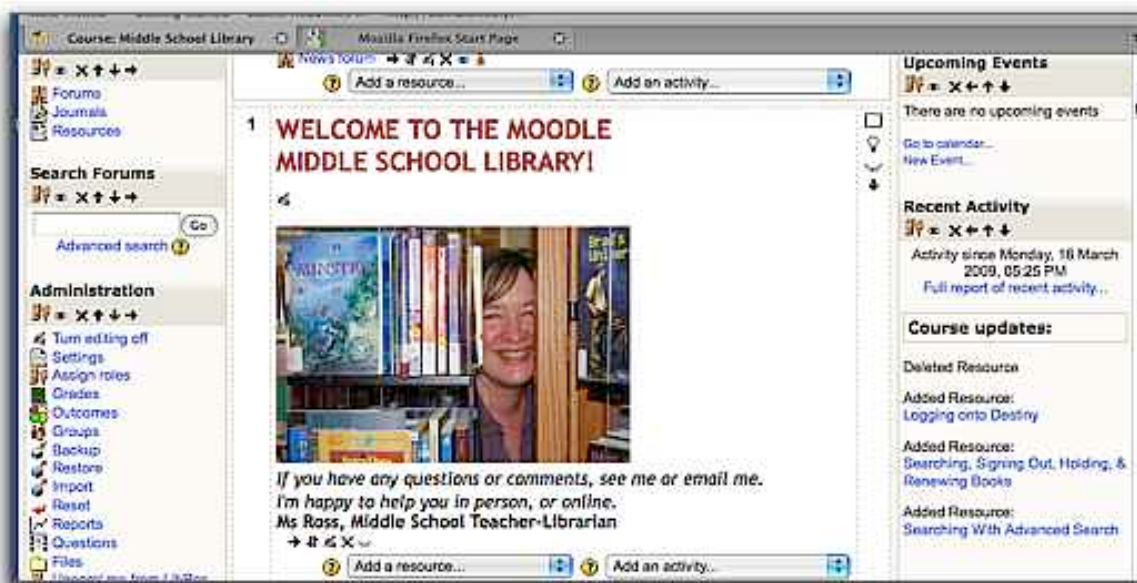 Course: Middle School Library
Mozilla Firefox Start Page
Forums
Journals
Resources
Search Forums
Go
Advanced search
Administration
Turn editing off
Settings
Assign roles
Grades
Outcomes
Groups
Backup
Restore
Import
Reset
Reports
Questions
Files
News forum
Add a resource...
Add an activity...
1
WELCOME TO THE MOODLE
MIDDLE SCHOOL LIBRARY!
If you have any questions or comments, see me or email me.
I'm happy to help you in person, or online.
Ms Ross, Middle School Teacher-Librarian
Add a resource...
Add an activity...
Upcoming Events
There are no upcoming events
Go to calendar...
New Event...
Recent Activity
Activity since Monday, 16 March
2009, 05:25 PM
Full report of recent activity...
Course updates:
Deleted Resource
Added Resource:
Logging onto Destiny
Added Resource:
Searching, Signing Out, Holding, &
Renewing Books
Added Resource:
Searching With Advanced Search